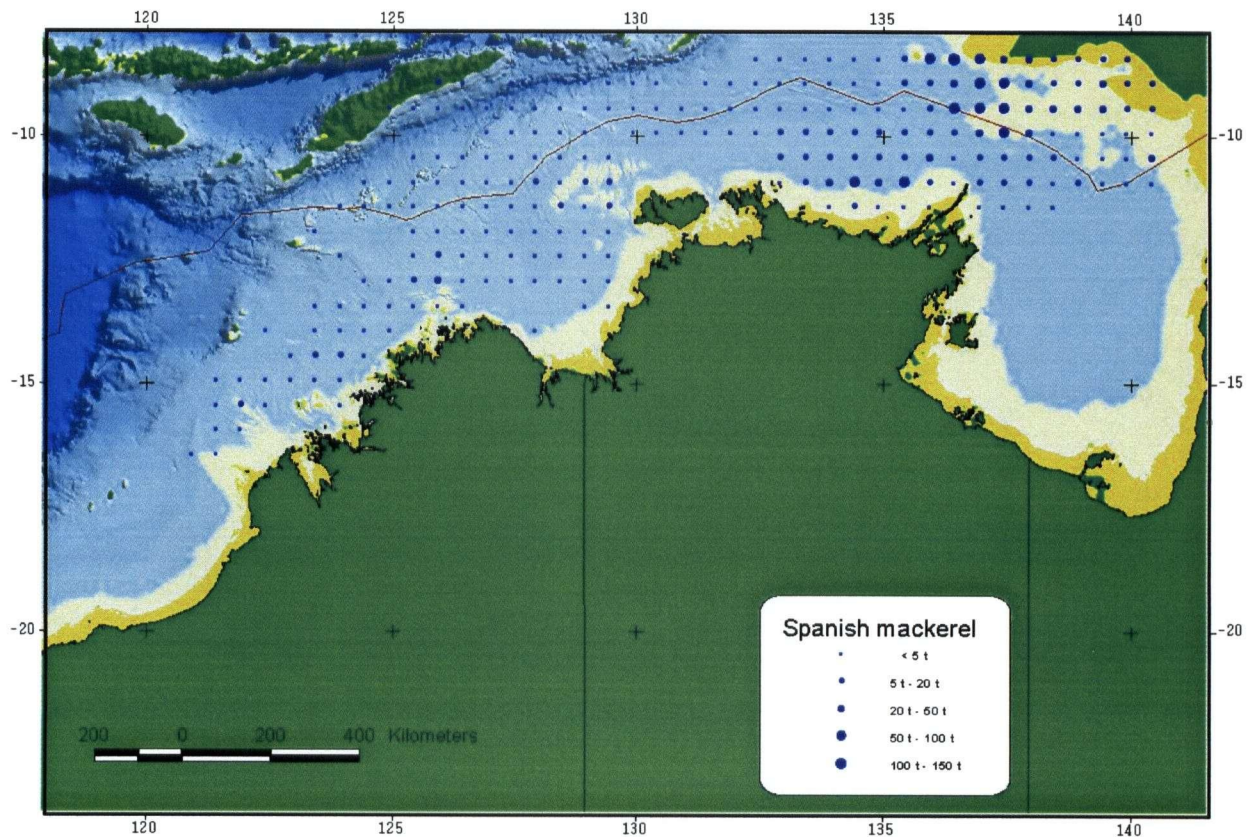 120 125 130 135 140
-10 -10
-15 -15
-20 -20
Spanish mackerel
< 5 t
5 t - 20 t
20 t - 50 t
50 t - 100 t
100 t - 150 t
200 0 200 400 Kilometers
120 125 130 135 140